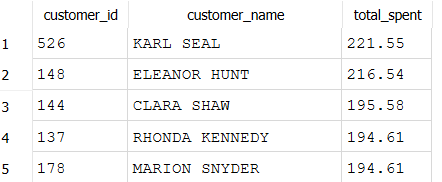 customer_id customer_name total_spent
1 526 KARL SEAL 221.55
2 148 ELEANOR HUNT 216.54
3 144 CLARA SHAW 195.58
4 137 RHONDA KENNEDY 194.61
5 178 MARION SNYDER 194.61